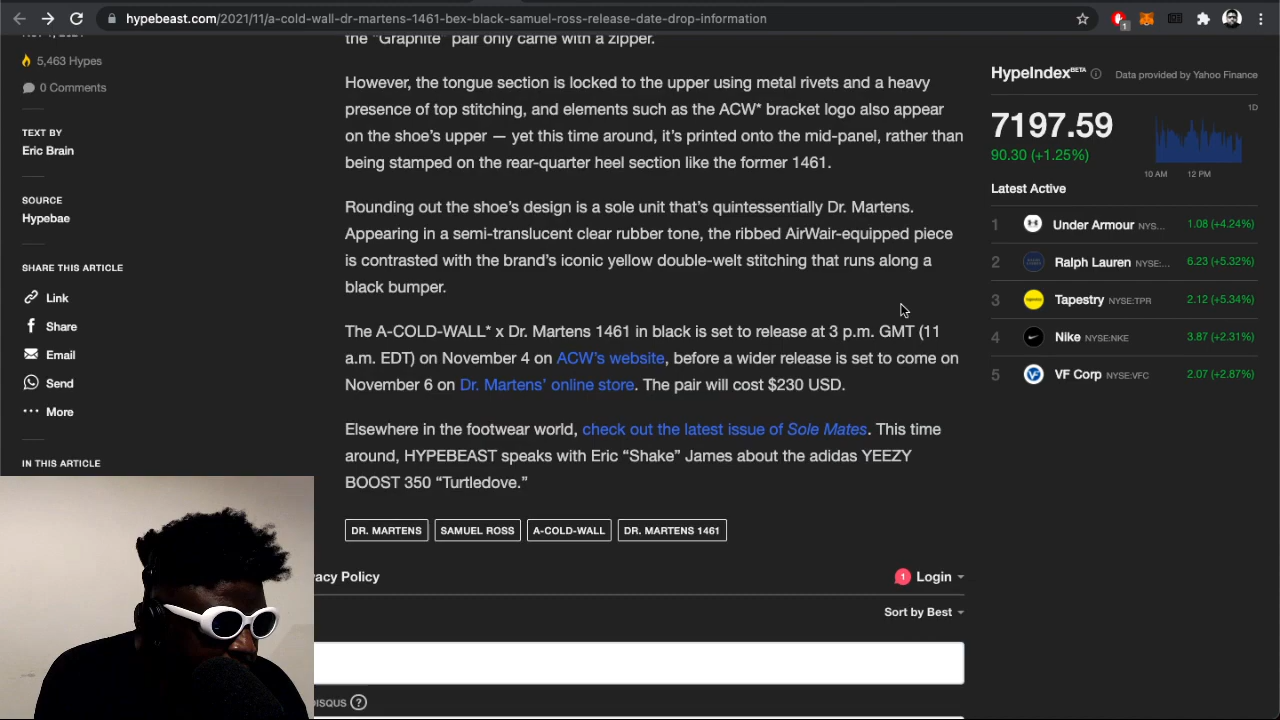 hypebeast.com/2021/11/a-cold-wall-dr-martens-1461-bex-black-samuel-ross-release-date-drop-information
1
the "Graphite" pair only came with a zipper.
5,463 Hypes
0 Comments
TEXT BY
Eric Brain
SOURCE
Hypebae
SHARE THIS ARTICLE
Link
Share
Email
Send
More
IN THIS ARTICLE
However, the tongue section is locked to the upper using metal rivets and a heavy
presence of top stitching, and elements such as the ACW* bracket logo also appear
on the shoe's upper — yet this time around, it's printed onto the mid-panel, rather than
being stamped on the rear-quarter heel section like the former 1461.
Rounding out the shoe's design is a sole unit that's quintessentially Dr. Martens.
Appearing in a semi-translucent clear rubber tone, the ribbed AirWair-equipped piece
is contrasted with the brand's iconic yellow double-welt stitching that runs along a
black bumper.
The A-COLD-WALL* x Dr. Martens 1461 in black is set to release at 3 p.m. GMT (11
a.m. EDT) on November 4 on ACW's website, before a wider release is set to come on
November 6 on Dr. Martens' online store. The pair will cost $230 USD.
Elsewhere in the footwear world, check out the latest issue of Sole Mates. This time
around, HYPEBEAST speaks with Eric “Shake” James about the adidas YEEZY
BOOST 350 “Turtledove.”
DR. MARTENS SAMUEL ROSS A-COLD-WALL DR. MARTENS 1461
Policy
1 Login
Sort by Best
?
HypeIndex BETA Data provided by Yahoo Finance
7197.59
1D
90.30 (+1.25%)
10 AM 12 PM
Latest Active
1 Under Armour NYS... 1.08 (+4.24%)
2 Ralph Lauren NYSE:... 6.23 (+5.32%)
3 Tapestry NYSE:TPR 2.12 (+5.34%)
4 Nike NYSE:NKE 3.87 (+2.31%)
5 VF Corp NYSE:VFC 2.07 (+2.87%)